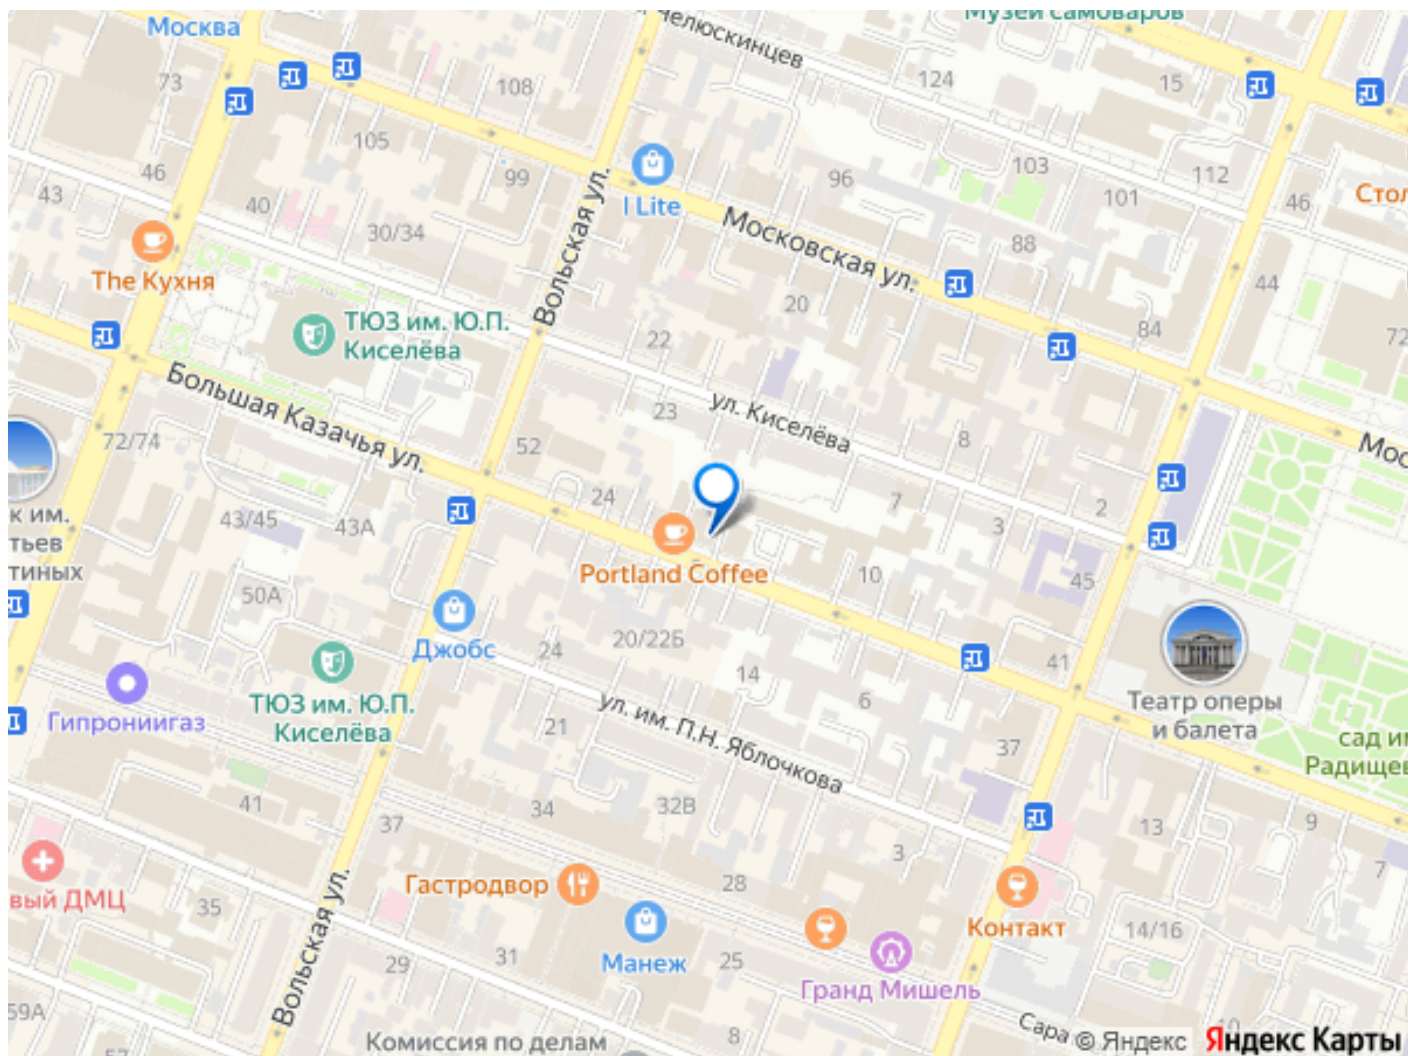 Музей самоваров
Москва
Челюскинцев
73
108
124
15
105
99
96
103
101
112
46
43
40
I Lite
Стол
46
30/34
88
The Кухня
Вольская ул.
Московская ул.
44
20
ТЮЗ им. Ю.П.
Киселёва
22
84
72
Большая Казачья ул.
23
ул. Киселёва
72/74
52
8
Мос
24
7
2
43/45
43А
3
к им.
тьев
тиных
Portland Coffee
10
45
50А
20/22Б
Джобс
24
14
41
6
ТЮЗ им. Ю.П.
Киселёва
Театр оперы
и балета
Гипрониигаз
ул. им. П.Н. Яблочкова
21
37
сад им
Радищев
41
34
32В
37
13
9
3
7
вый ДМЦ
Гастродвор
28
35
Вольская ул.
Контакт
14/16
Манеж
25
31
29
Гранд Мишель
59А
8
10
Комиссия по делам
Сара
© Яндекс
Яндекс Карты